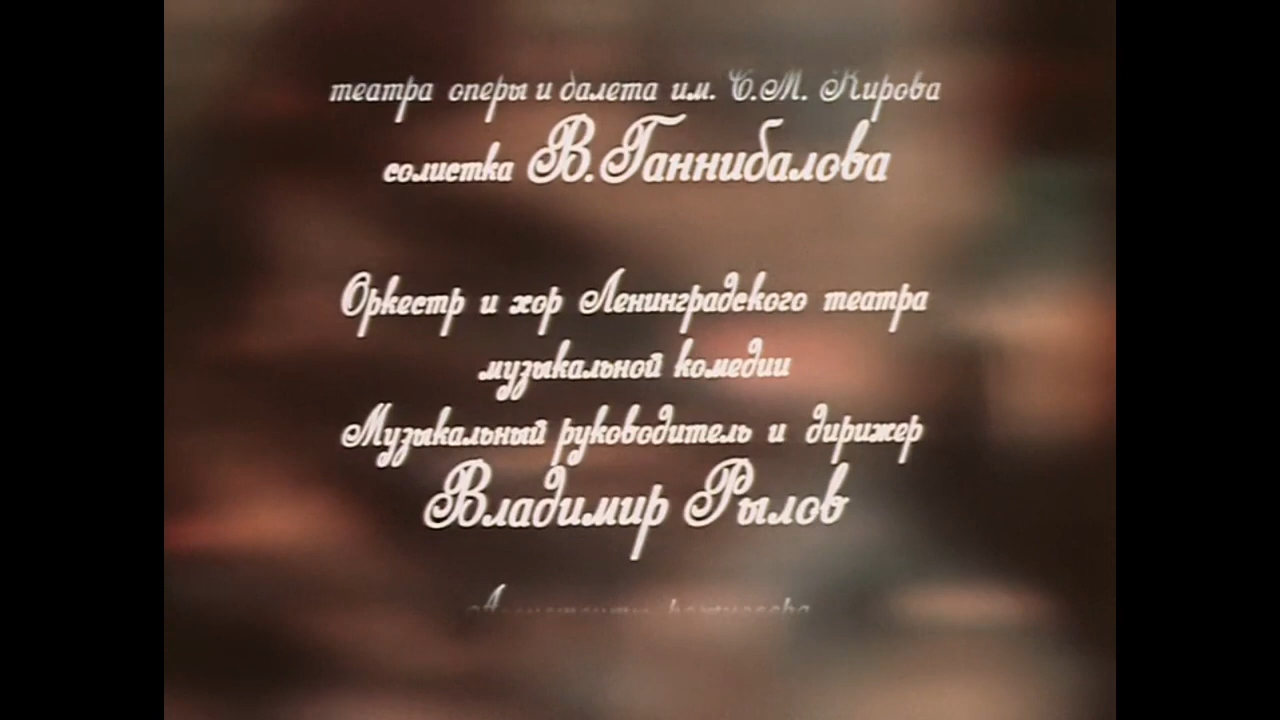 театра оперы и балета им. С.М. Кирова
солистка В.Ганнибалова
Оркестр и хор Ленинградского театра
музыкальной комедии
Музыкальный руководитель и дирижер
Владимир Рылов